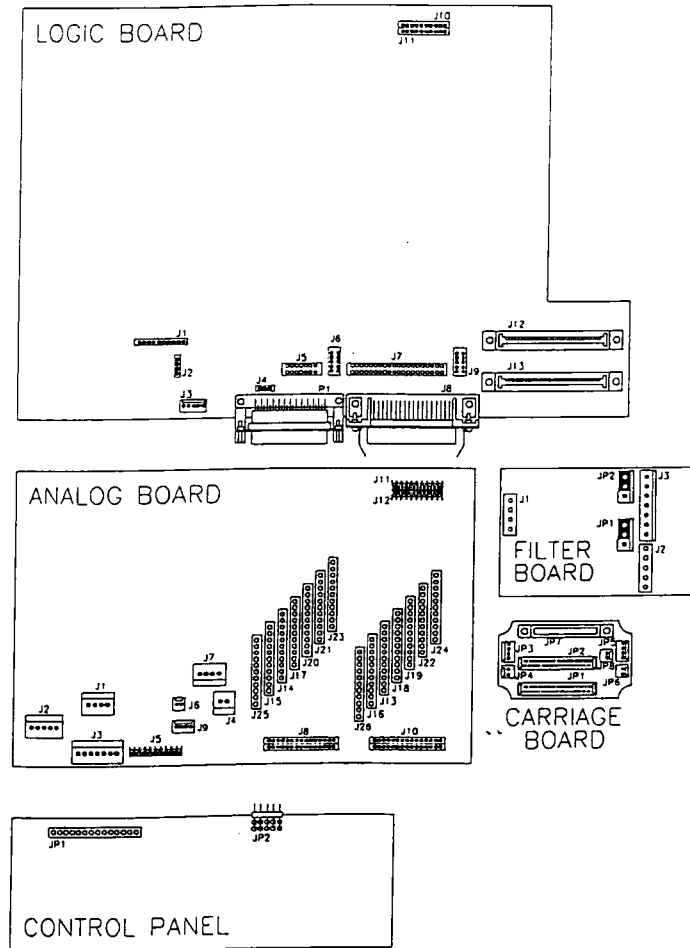 J10
LOGIC BOARD
J11
J12
J1
J6
J5
J7
J2
J9
J13
J4
P1
J8
J3
J11
ANALOG BOARD
J12
JP2
J3
J1
JP1
J2
FILTER
BOARD
J23
J21
J24
J20
J22
J17
J19
J7
J14
J18
JP7
JP3
JP2
J15
J13
JP4
JP1
JP6
J1
J6
J4
J25
J16
J2
J26
CARRIAGE
BOARD
J9
J3
J5
J8
J10
JP1
JP2
CONTROL PANEL